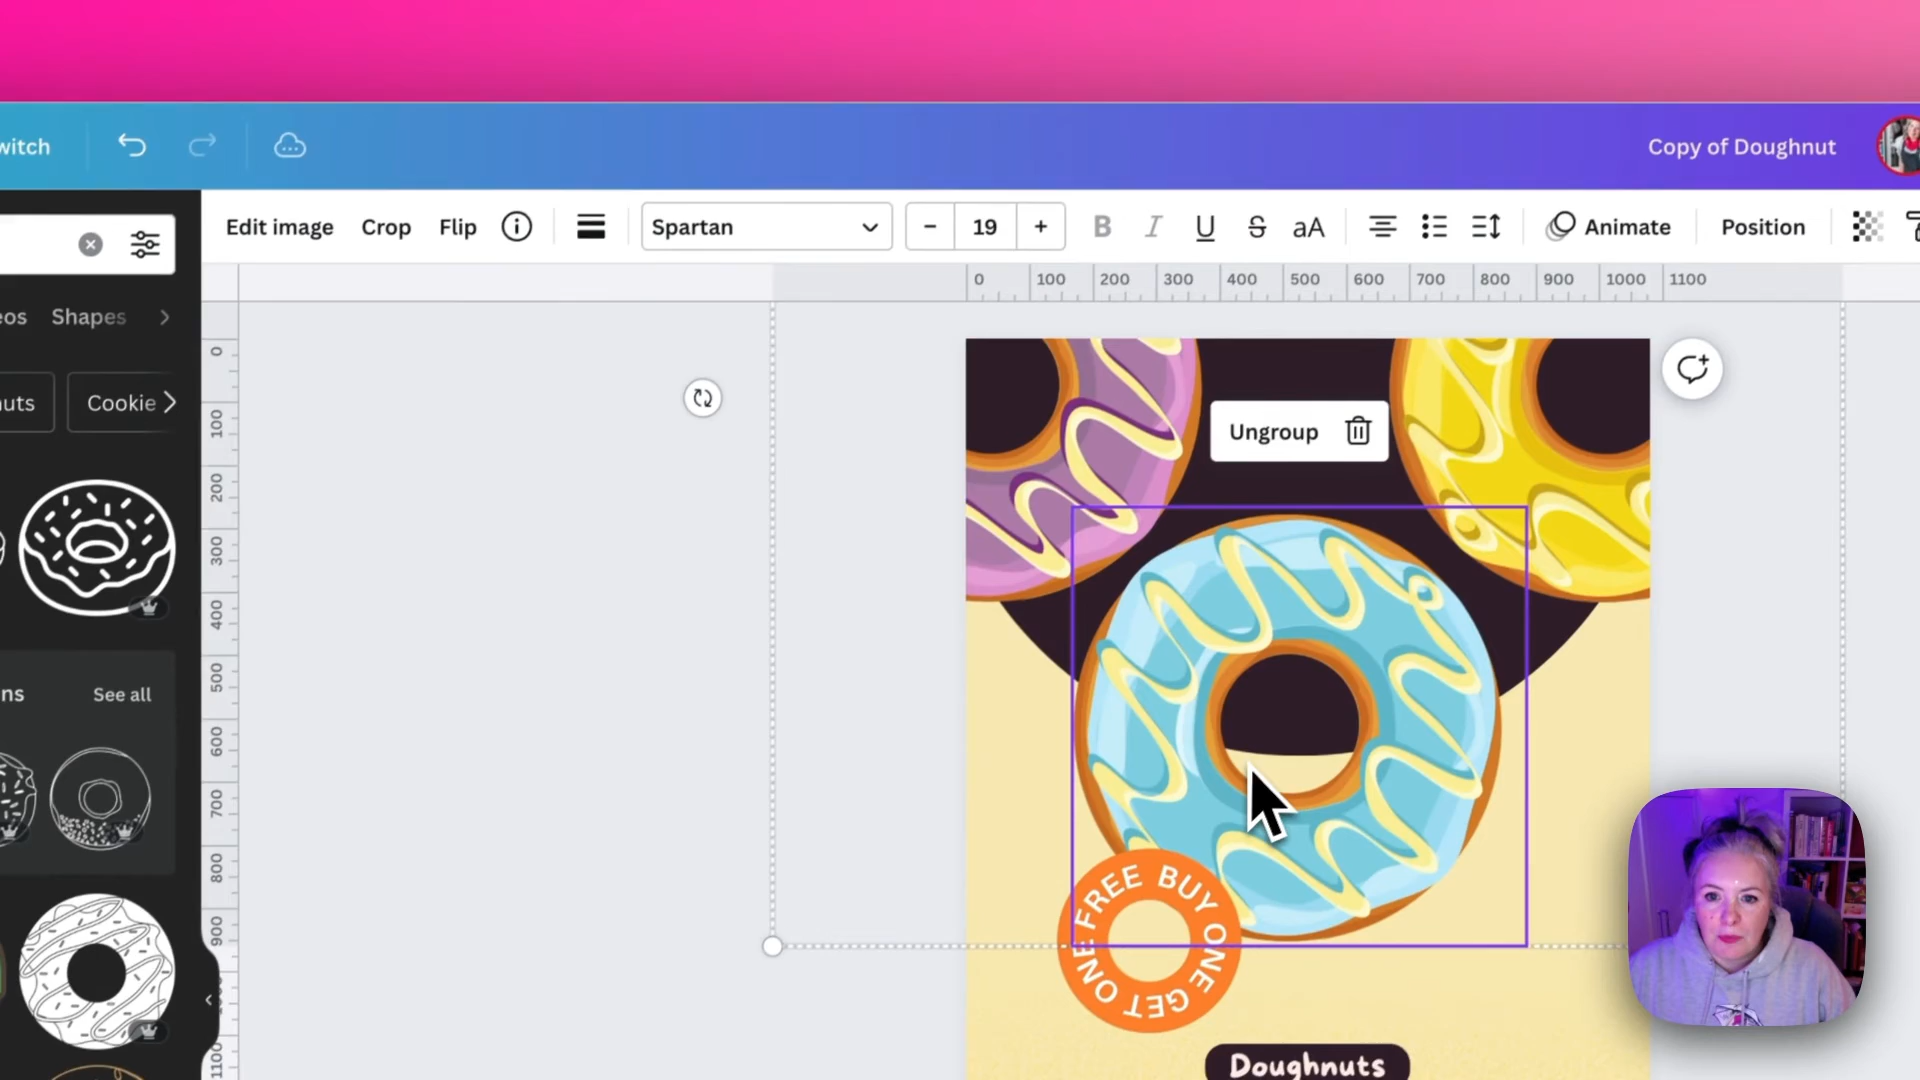 witch
Copy of Doughnut
Edit image Crop Flip Spartan - 19 + B I U S aA Animate Position
eos Shapes
0 100 200 300 400 500 600 700 800 900 1000 1100
uts Cookie
Ungroup
ns See all
0
100
200
300
400
500
600
700
800
900
1100
BUY ONE GET ONE FREE
Doughnuts